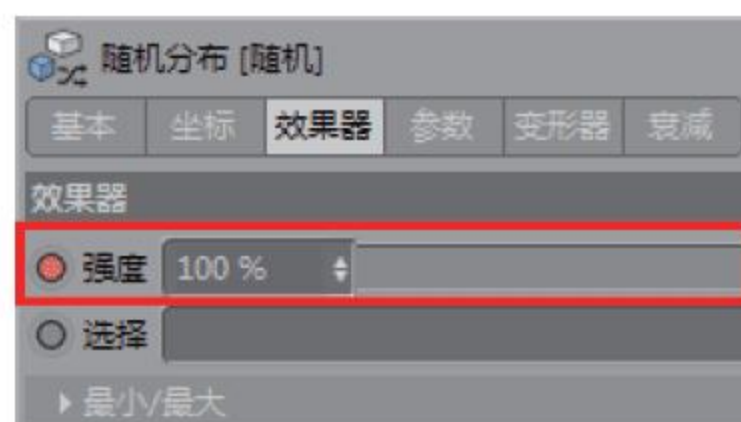 随机分布 [随机]
基本 坐标 效果器 参数 变形器 衰减
效果器
强度 100 %
选择
最小/最大